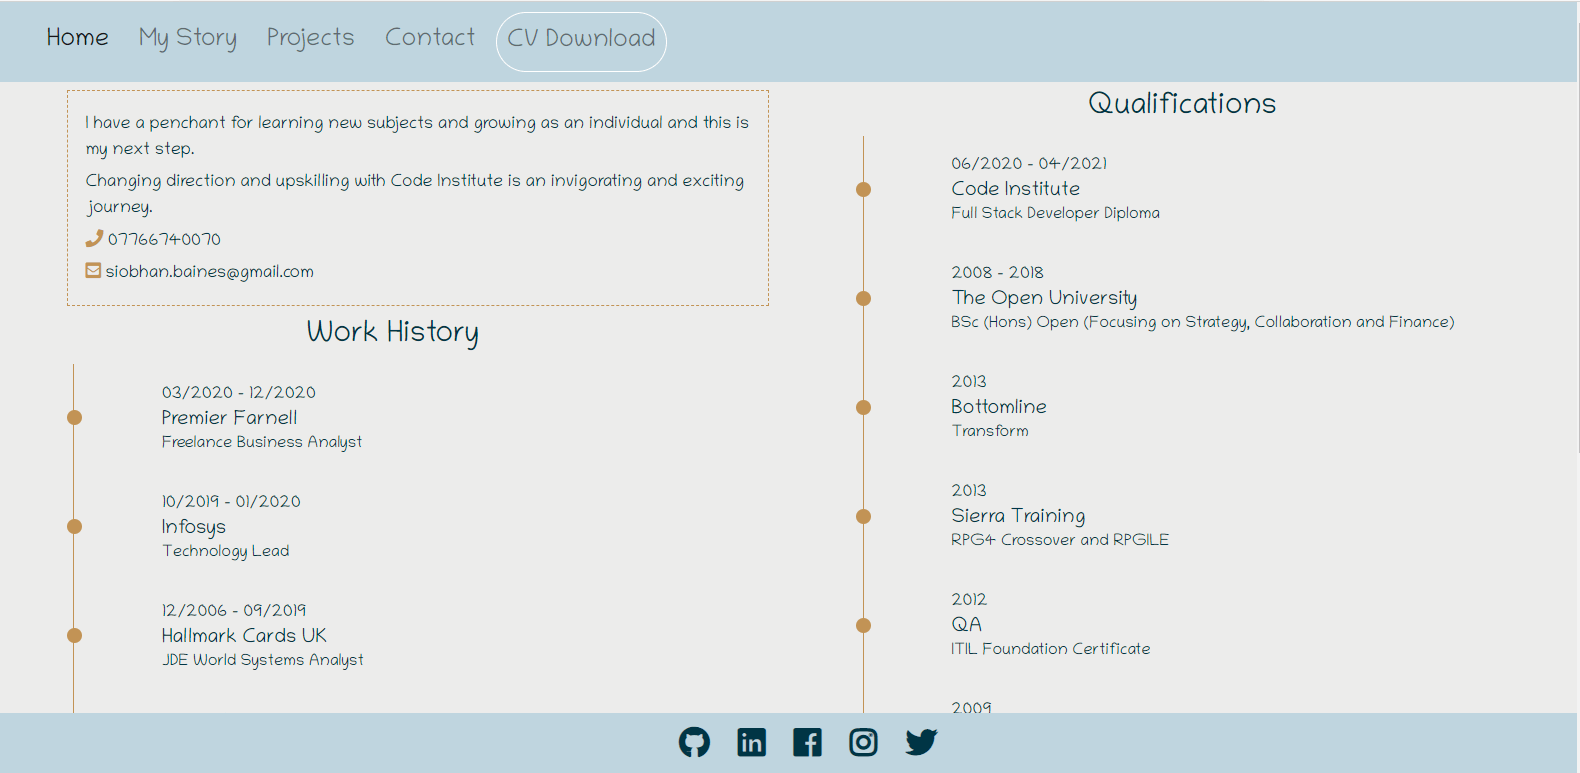 Home My Story Projects Contact CV Download
I have a penchant for learning new subjects and growing as an individual and this is
my next step.
Changing direction and upskilling with Code Institute is an invigorating and exciting
journey.
07766740070
siobhan.baines@gmail.com
Work History
03/2020 - 12/2020
Premier Farnell
Freelance Business Analyst
10/2019 - 01/2020
Infosys
Technology Lead
12/2006 - 09/2019
Hallmark Cards UK
JDE World Systems Analyst
Qualifications
06/2020 - 04/2021
Code Institute
Full Stack Developer Diploma
2008 - 2018
The Open University
BSc (Hons) Open (Focusing on Strategy, Collaboration and Finance)
2013
Bottomline
Transform
2013
Sierra Training
RPG4 Crossover and RPGILE
2012
QA
ITIL Foundation Certificate
2009